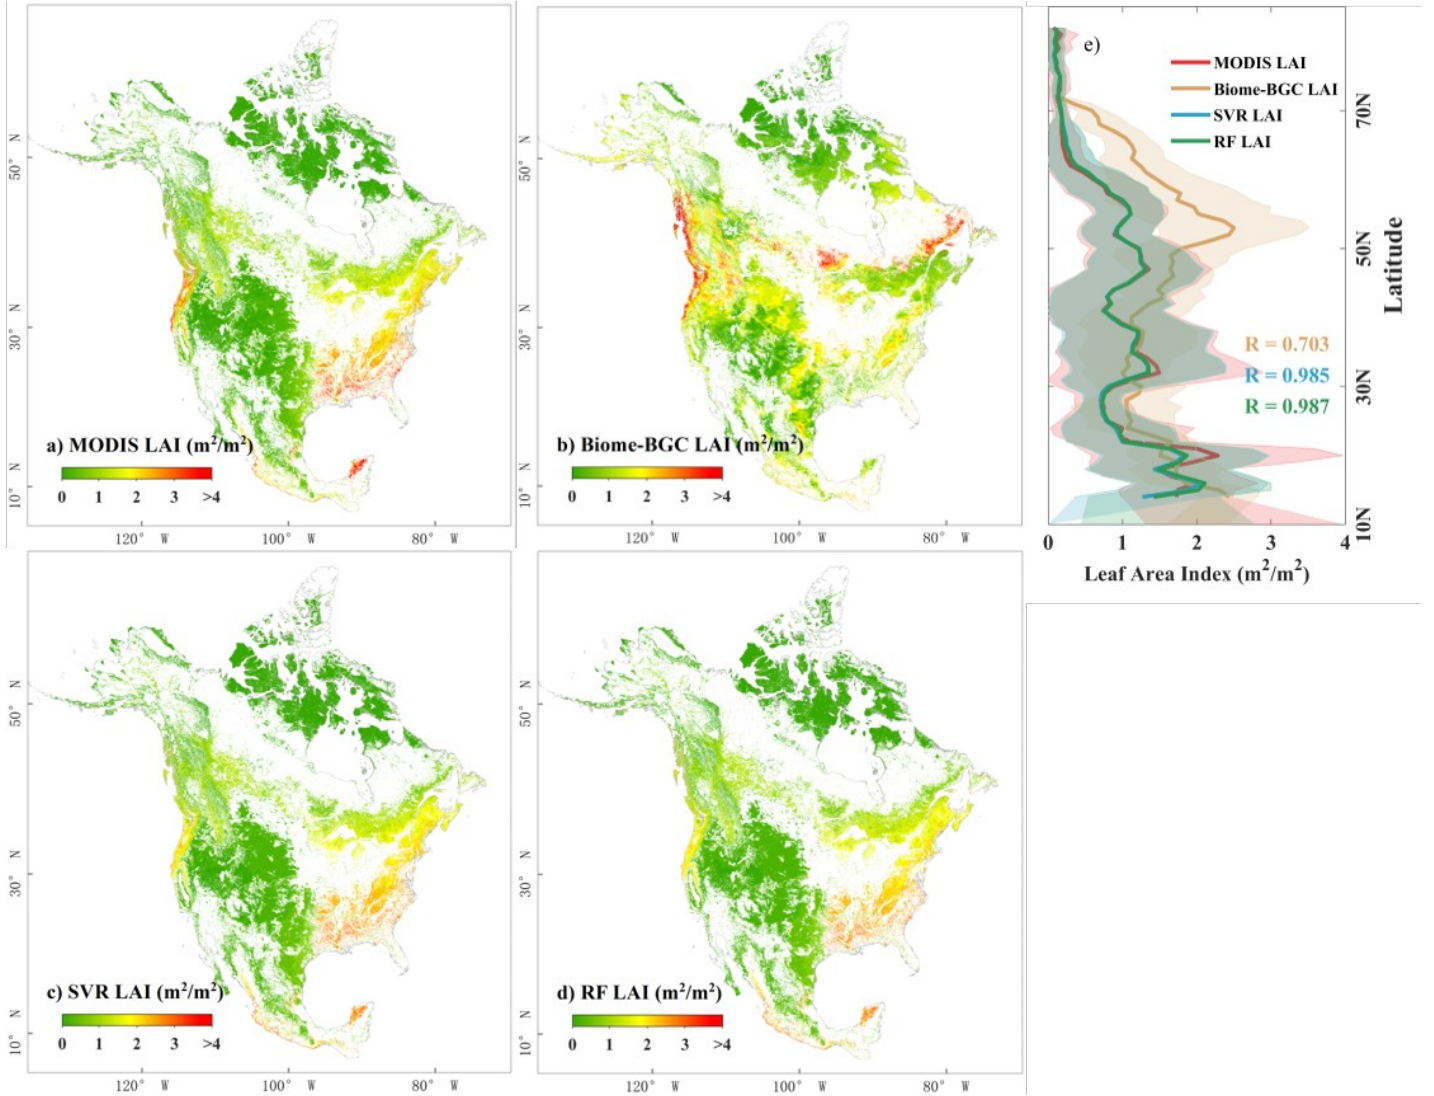 50° N
30° N
10° N
a) MODIS LAI (m²/m²)
0 1 2 3 >4
120° W 100° W 80° W
50° N
30° N
10° N
b) Biome-BGC LAI (m²/m²)
0 1 2 3 >4
120° W 100° W 80° W
e)
MODIS LAI
Biome-BGC LAI
SVR LAI
RF LAI
R = 0.703
R = 0.985
R = 0.987
70N
50N
30N
10N
Latitude
0 1 2 3 4
Leaf Area Index (m²/m²)
50° N
30° N
10° N
c) SVR LAI (m²/m²)
0 1 2 3 >4
120° W 100° W 80° W
50° N
30° N
10° N
d) RF LAI (m²/m²)
0 1 2 3 >4
120° W 100° W 80° W